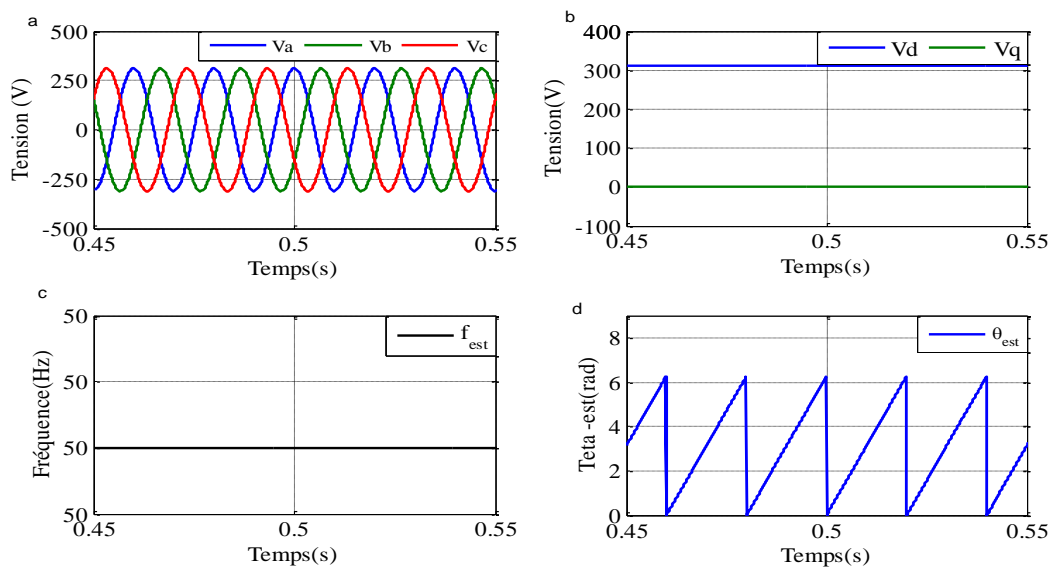 a
500
250
0
-250
-500
Tension (V)
Va Vb Vc
0.45 0.5 0.55
Temps(s)
b
400
300
200
100
0
-100
Tension(V)
Vd Vq
0.45 0.5 0.55
Temps(s)
c
50
50
50
50
Fréquence(Hz)
f_est
0.45 0.5 0.55
Temps(s)
d
8
6
4
2
0
Teta -est(rad)
θ_est
0.45 0.5 0.55
Temps(s)